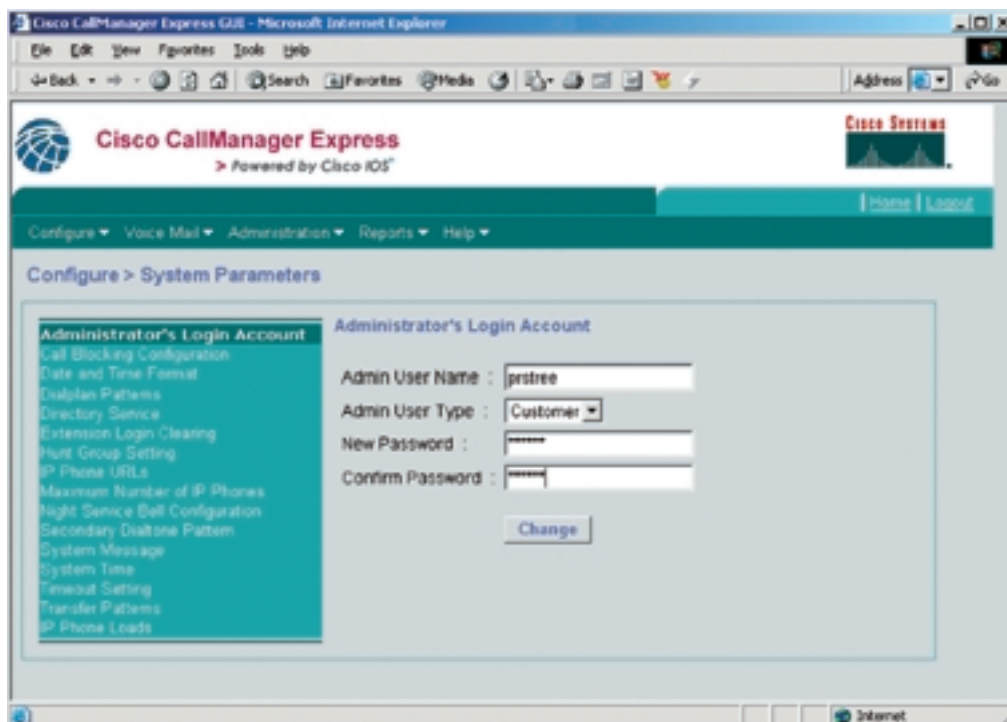 Cisco CallManager Express GUI - Microsoft Internet Explorer
File Edit View Favorites Tools Help
Back Search Favorites Media Address Go
Cisco CallManager Express
> Powered by Cisco IOS
CISCO SYSTEMS
Home | Logout
Configure Voice Mail Administration Reports Help
Configure > System Parameters
Administrator's Login Account
Call Blocking Configuration
Date and Time Format
Dialplan Patterns
Directory Service
Extension Login Clearing
Hunt Group Setting
IP Phone URLs
Maximum Number of IP Phones
Night Service Bell Configuration
Secondary Dialtone Pattern
System Message
System Time
Timeout Setting
Transfer Patterns
IP Phone Loads
Administrator's Login Account
Admin User Name : prstree
Admin User Type : Customer
New Password : *******
Confirm Password : *******
Change
Internet